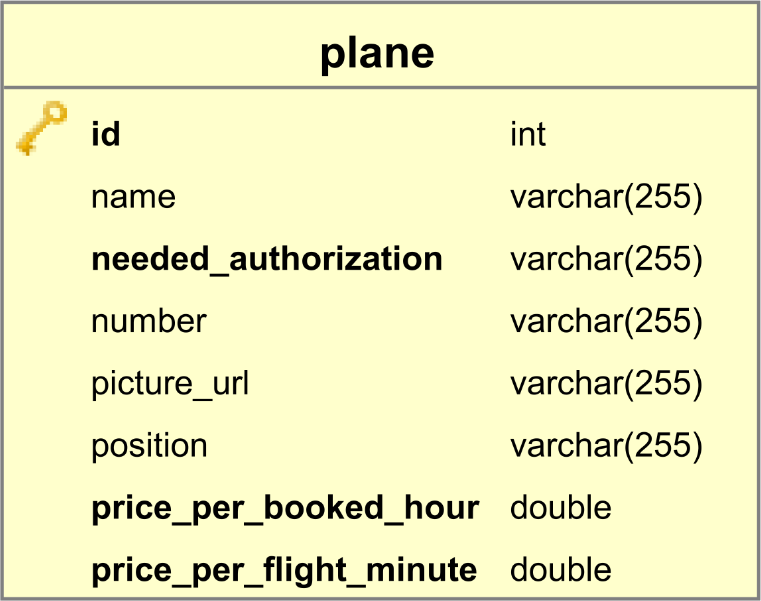 plane
id int
name varchar(255)
needed_authorization varchar(255)
number varchar(255)
picture_url varchar(255)
position varchar(255)
price_per_booked_hour double
price_per_flight_minute double